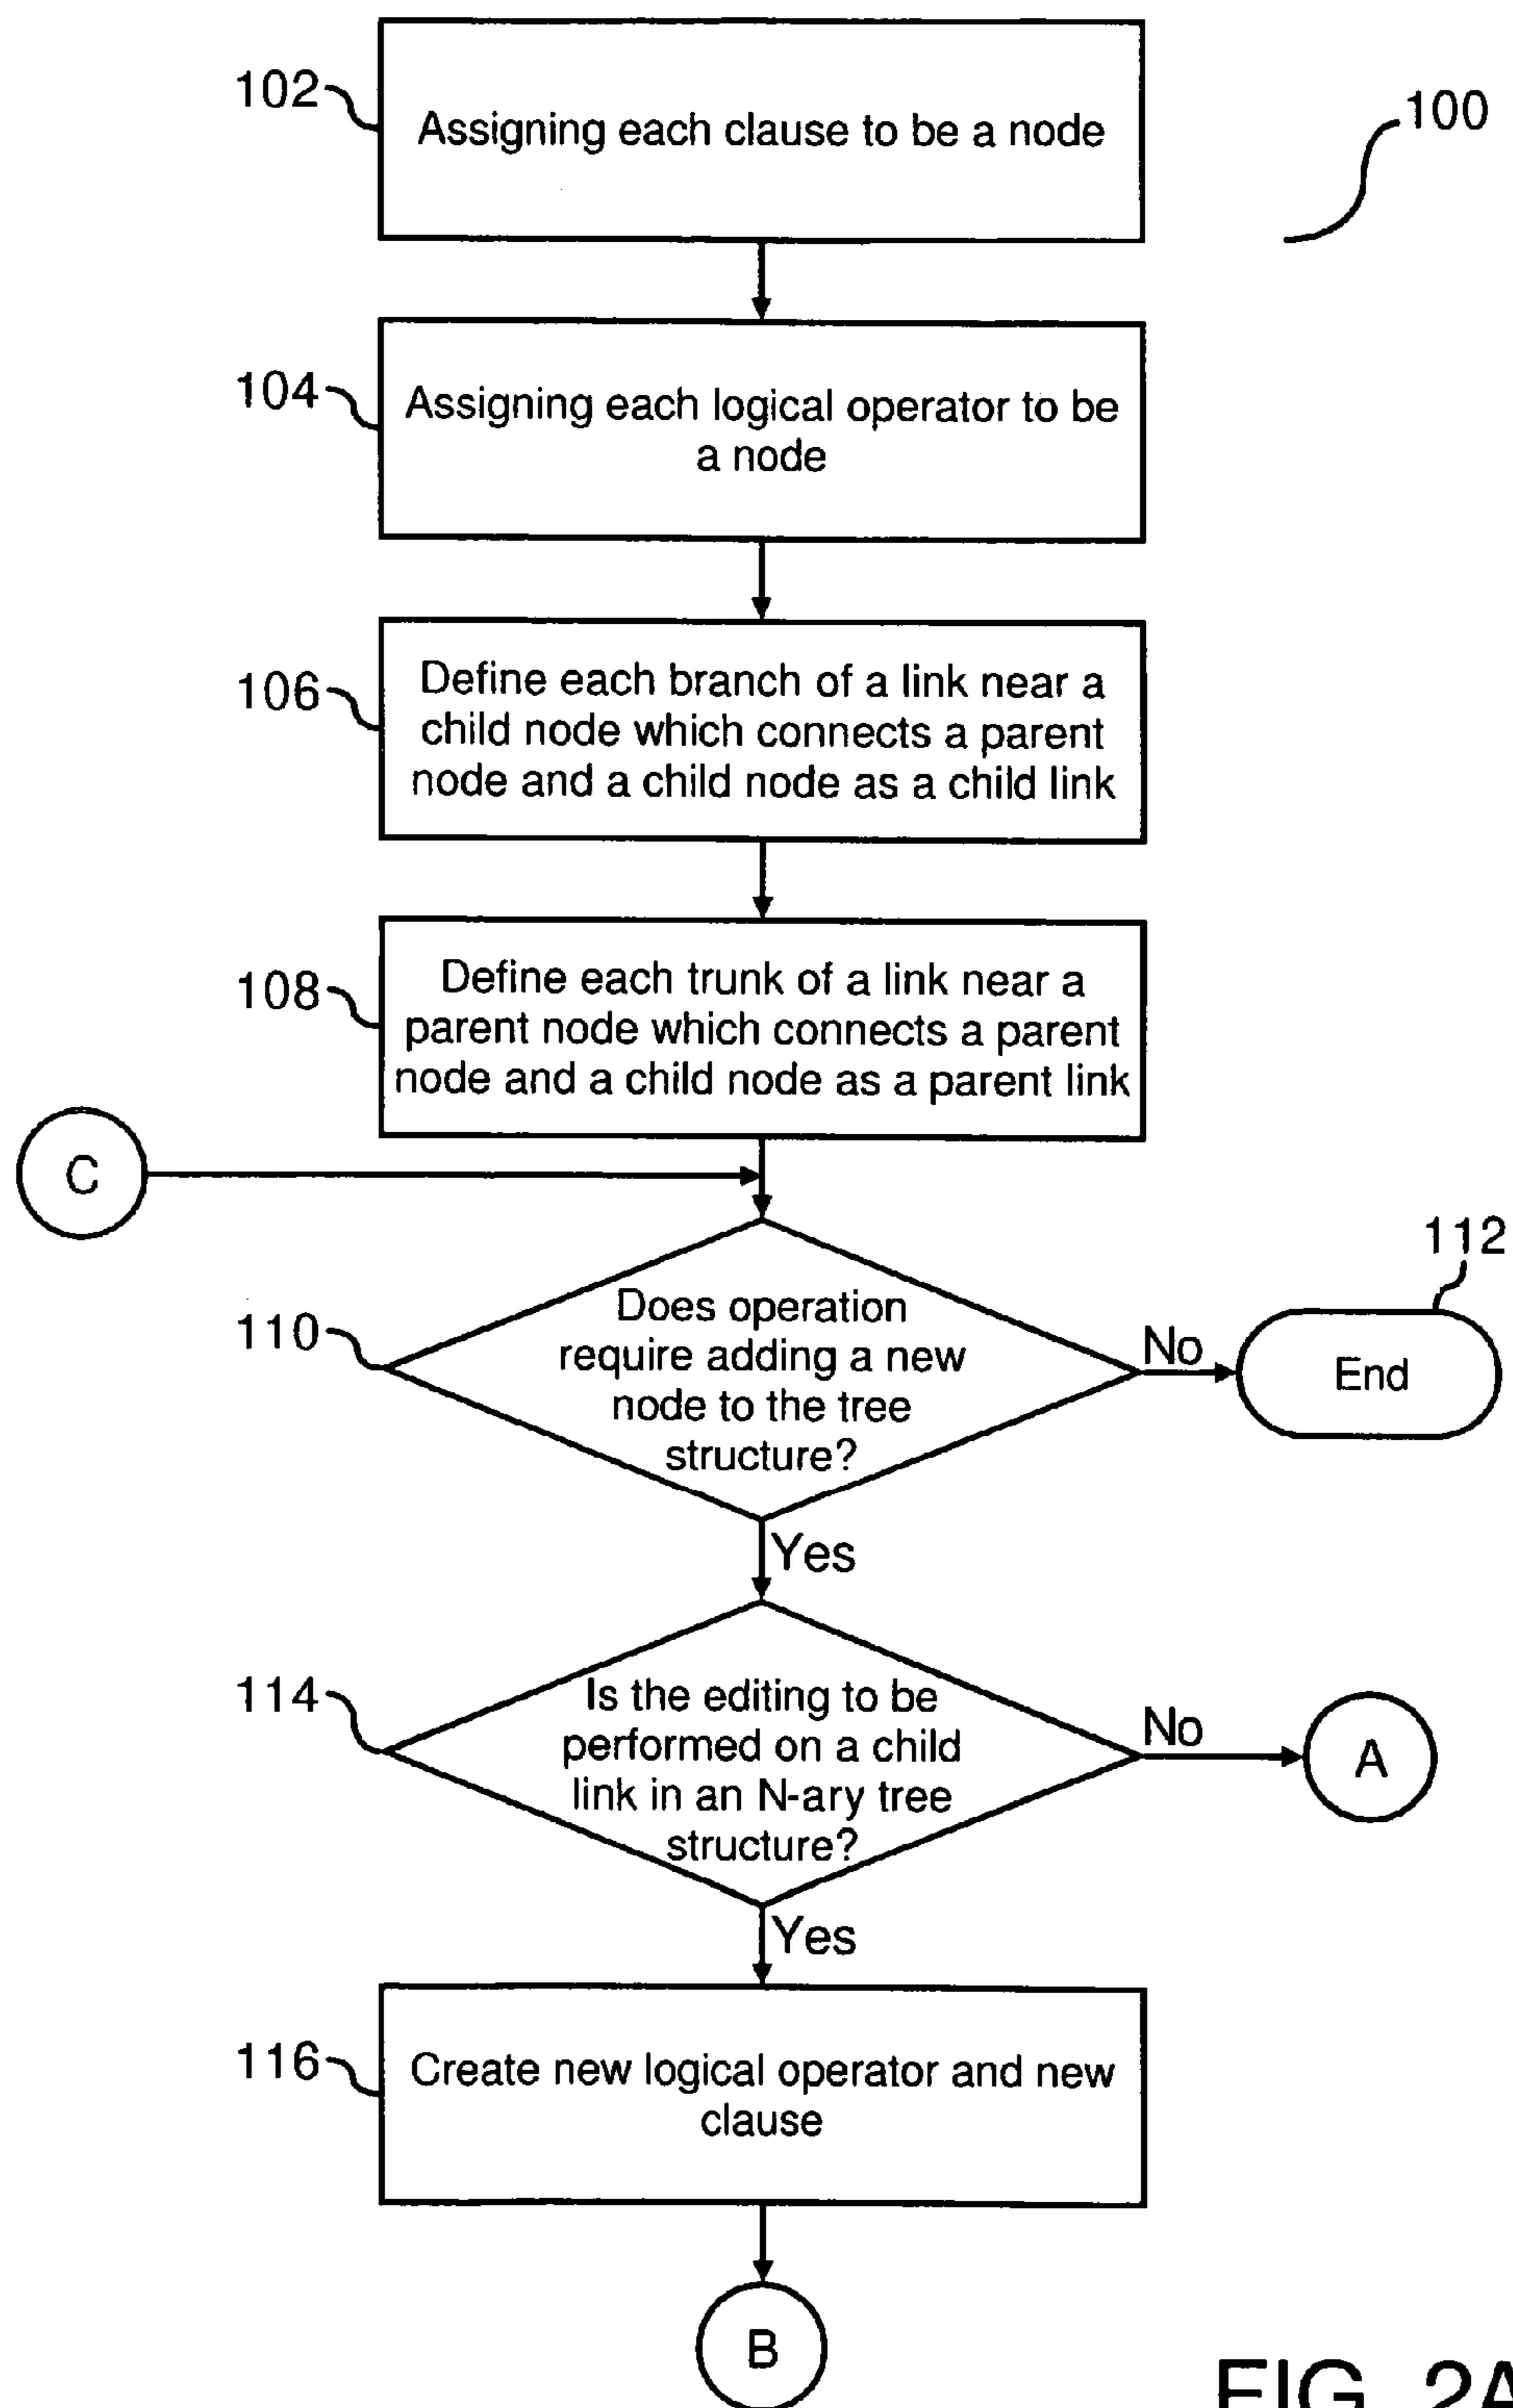 102
Assigning each clause to be a node
100
104
Assigning each logical operator to be
a node
106
Define each branch of a link near a
child node which connects a parent
node and a child node as a child link
108
Define each trunk of a link near a
parent node which connects a parent
node and a child node as a parent link
C
112
110
Does operation
require adding a new
node to the tree
structure?
No
End
Yes
114
Is the editing to be
performed on a child
link in an N-ary tree
structure?
No
A
Yes
116
Create new logical operator and new
clause
B
FIG. 2A